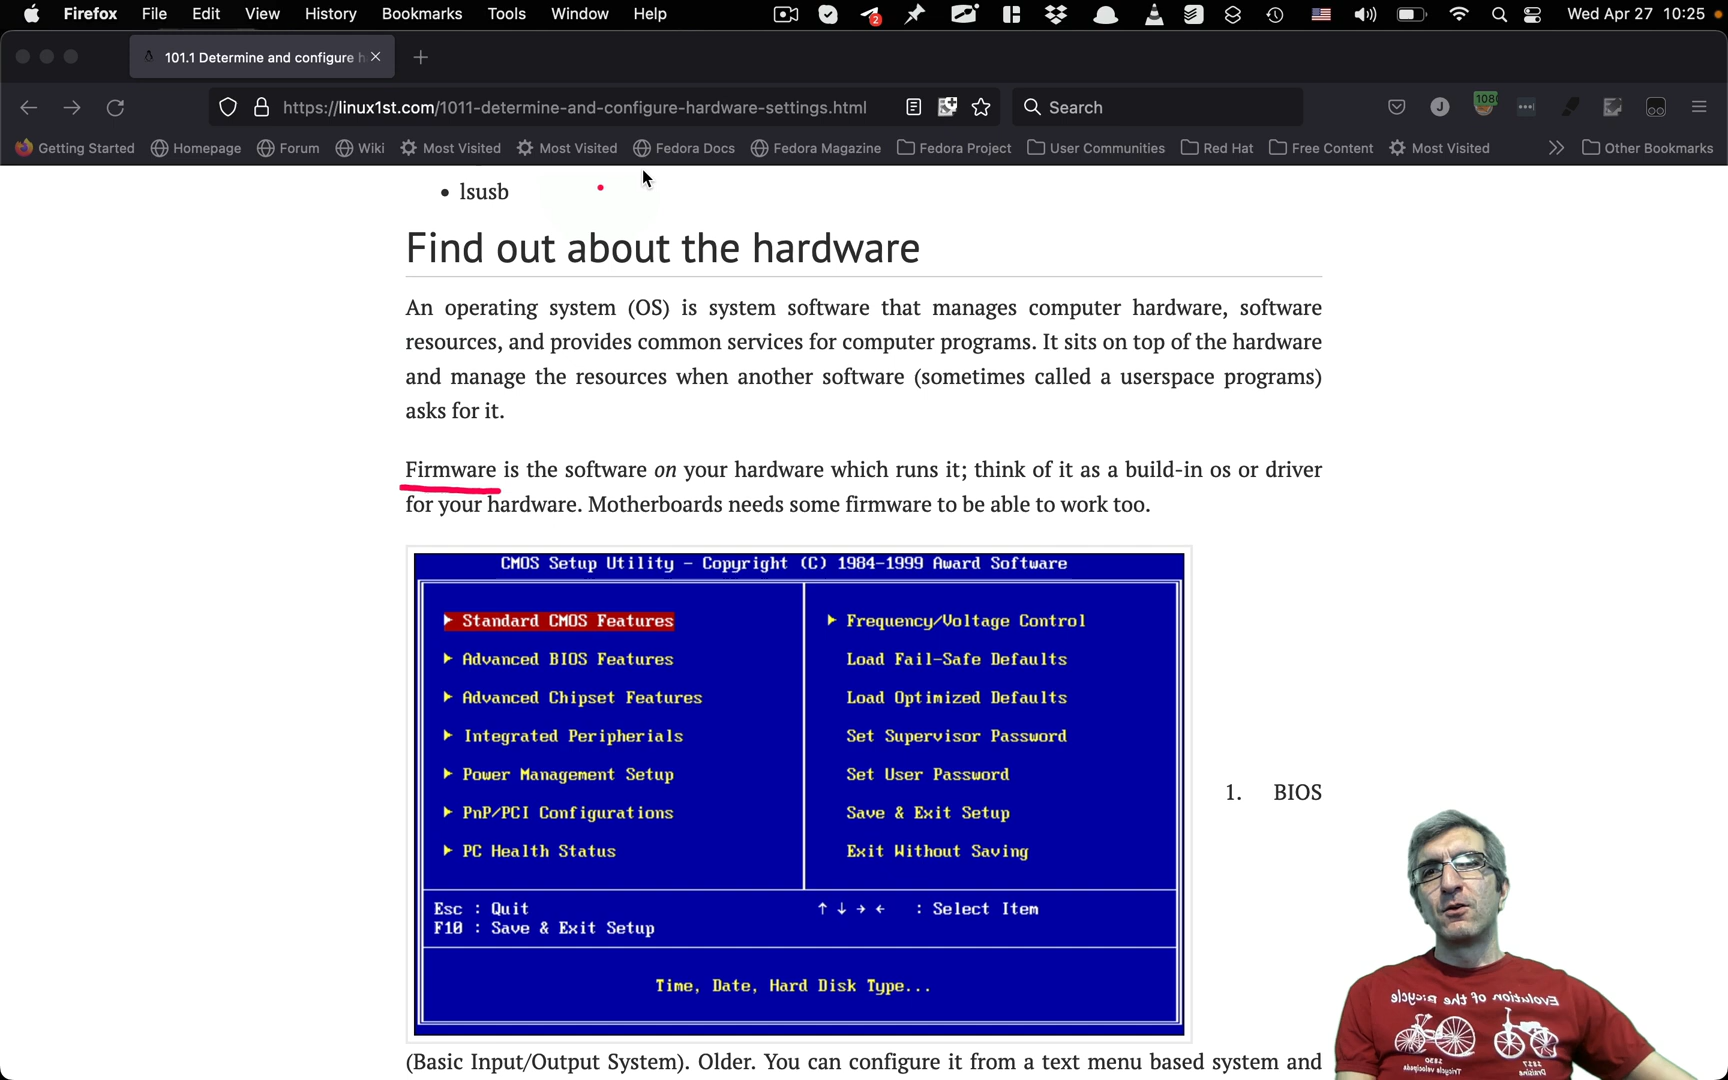 Firefox File Edit View History Bookmarks Tools Window Help 2 Wed Apr 27 10:25
101.1 Determine and configure h
https://linux1st.com/1011-determine-and-configure-hardware-settings.html Search J 108
Getting Started Homepage Forum Wiki Most Visited Most Visited Fedora Docs Fedora Magazine Fedora Project User Communities Red Hat Free Content Most Visited Other Bookmarks
• lsusb
Find out about the hardware
An operating system (OS) is system software that manages computer hardware, software
resources, and provides common services for computer programs. It sits on top of the hardware
and manage the resources when another software (sometimes called a userspace programs)
asks for it.
Firmware is the software on your hardware which runs it; think of it as a build-in os or driver
for your hardware. Motherboards needs some firmware to be able to work too.
CMOS Setup Utility - Copyright (C) 1984-1999 Award Software
Standard CMOS Features
Advanced BIOS Features
Advanced Chipset Features
Integrated Peripherials
Power Management Setup
PnP/PCI Configurations
PC Health Status
Frequency/Voltage Control
Load Fail-Safe Defaults
Load Optimized Defaults
Set Supervisor Password
Set User Password
Save & Exit Setup
Exit Without Saving
Esc : Quit
F10 : Save & Exit Setup
↑ ↓ → ← : Select Item
Time, Date, Hard Disk Type...
1. BIOS
(Basic Input/Output System). Older. You can configure it from a text menu based system and
Evolution of the Bicycle